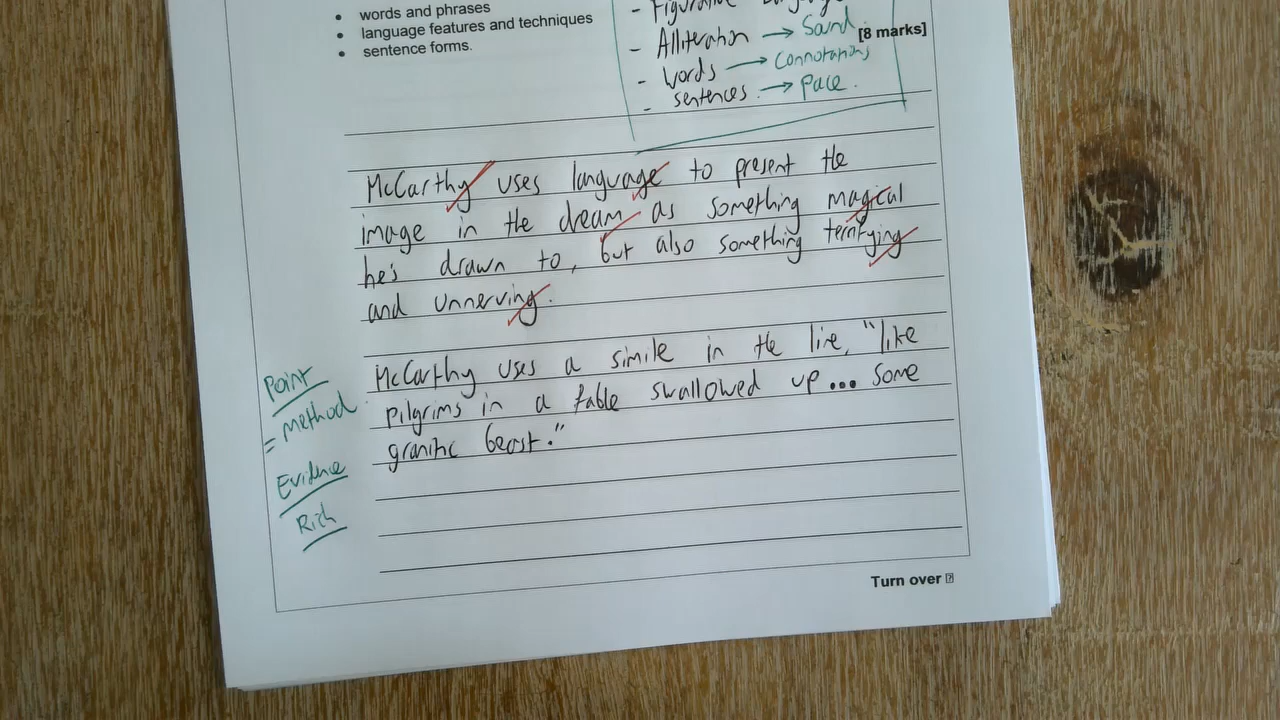 words and phrases
language features and techniques
sentence forms.
- Figurative
- Alliteration → Sound
[8 marks]
- words → Connotations
- sentences → Pace.
McCarthy uses language to present the
image in the dream as something magical
he's drawn to, but also something terrifying
and unnerving.
McCarthy uses a simile in the line, "like
pilgrims in a fable swallowed up... some
granitic beast."
Point
= Method
Evidence
Rich
Turn over